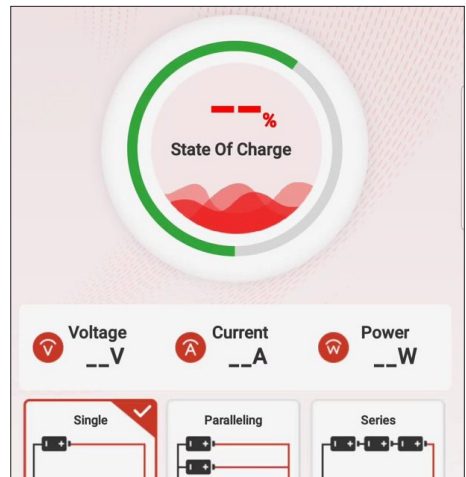 --%
State Of Charge
Voltage
__V
Current
__A
Power
__W
V
A
W
Single
Paralleling
Series